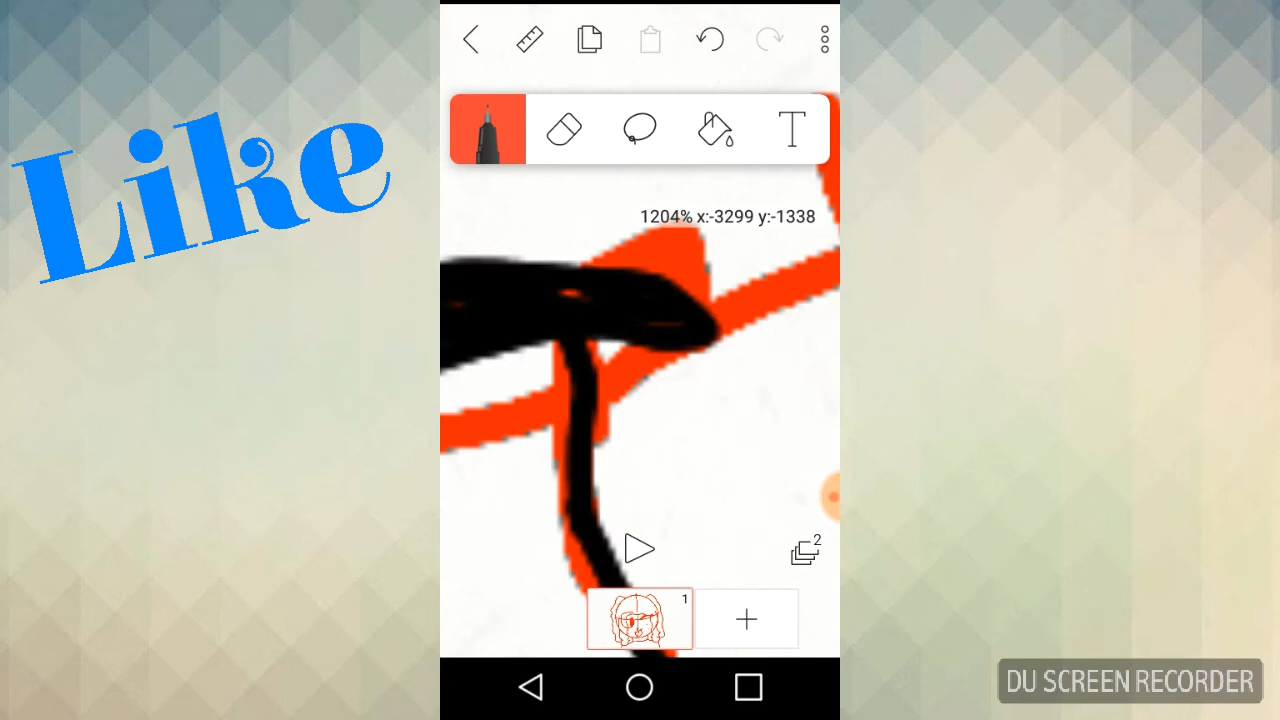 Like
T
1204% x:-3299 y:-1338
2
1
DU SCREEN RECORDER